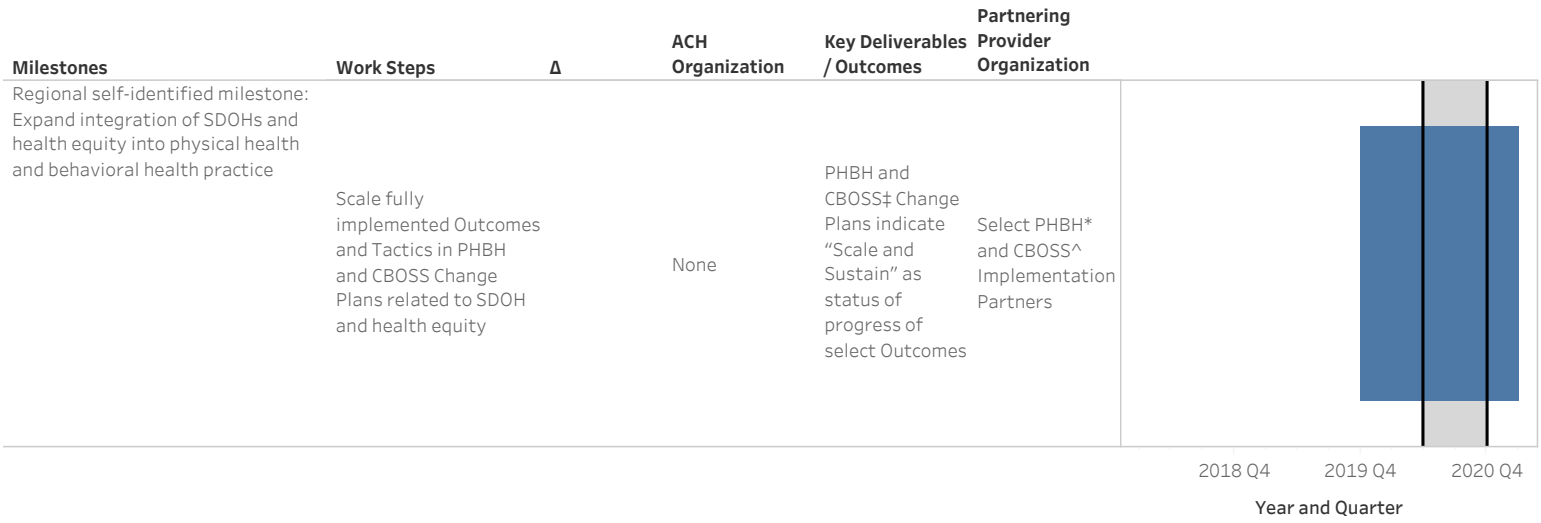 Milestones
Work Steps
Δ
ACH
Organization
Key Deliverables
/ Outcomes
Partnering
Provider
Organization
Regional self-identified milestone:
Expand integration of SDOHs and
health equity into physical health
and behavioral health practice
Scale fully
implemented Outcomes
and Tactics in PHBH
and CBOSS Change
Plans related to SDOH
and health equity
None
PHBH and
CBOSS‡ Change
Plans indicate
“Scale and
Sustain” as
status of
progress of
select Outcomes
Select PHBH*
and CBOSS^
Implementation
Partners
2018 Q4
2019 Q4
2020 Q4
Year and Quarter